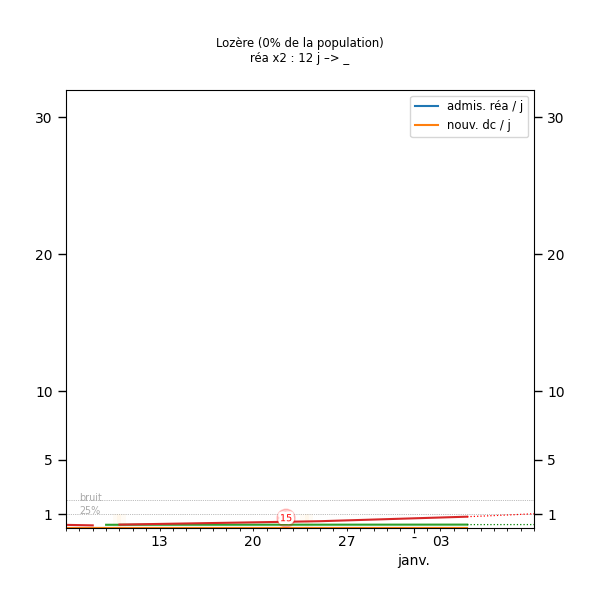 Lozère (0% de la population)
réa x2 : 12 j –> _
admis. réa / j
nouv. dc / j
30 30
20 20
10 10
5 5
bruit
25%
1 15 1
13 20 27 - 03
janv.